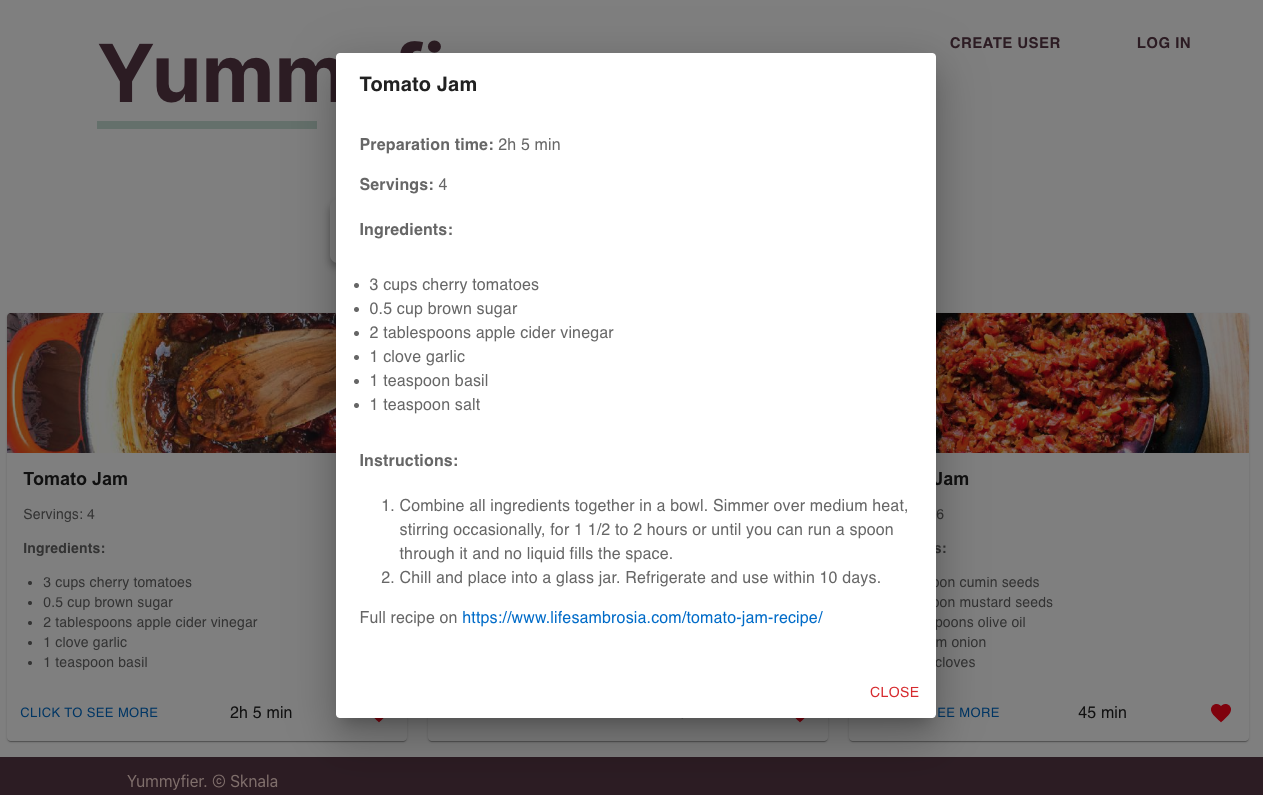 Yummyfi
CREATE USER
LOG IN
Tomato Jam
Preparation time: 2h 5 min
Servings: 4
Ingredients:
3 cups cherry tomatoes
0.5 cup brown sugar
2 tablespoons apple cider vinegar
1 clove garlic
1 teaspoon basil
1 teaspoon salt
Instructions:
1. Combine all ingredients together in a bowl. Simmer over medium heat,
stirring occasionally, for 1 1/2 to 2 hours or until you can run a spoon
through it and no liquid fills the space.
2. Chill and place into a glass jar. Refrigerate and use within 10 days.
Full recipe on https://www.lifesambrosia.com/tomato-jam-recipe/
CLOSE
Tomato Jam
Servings: 4
Ingredients:
3 cups cherry tomatoes
0.5 cup brown sugar
2 tablespoons apple cider vinegar
1 clove garlic
1 teaspoon basil
CLICK TO SEE MORE
2h 5 min
Jam
6
s:
on cumin seeds
on mustard seeds
poons olive oil
m onion
cloves
EE MORE
45 min
Yummyfier. © Sknala